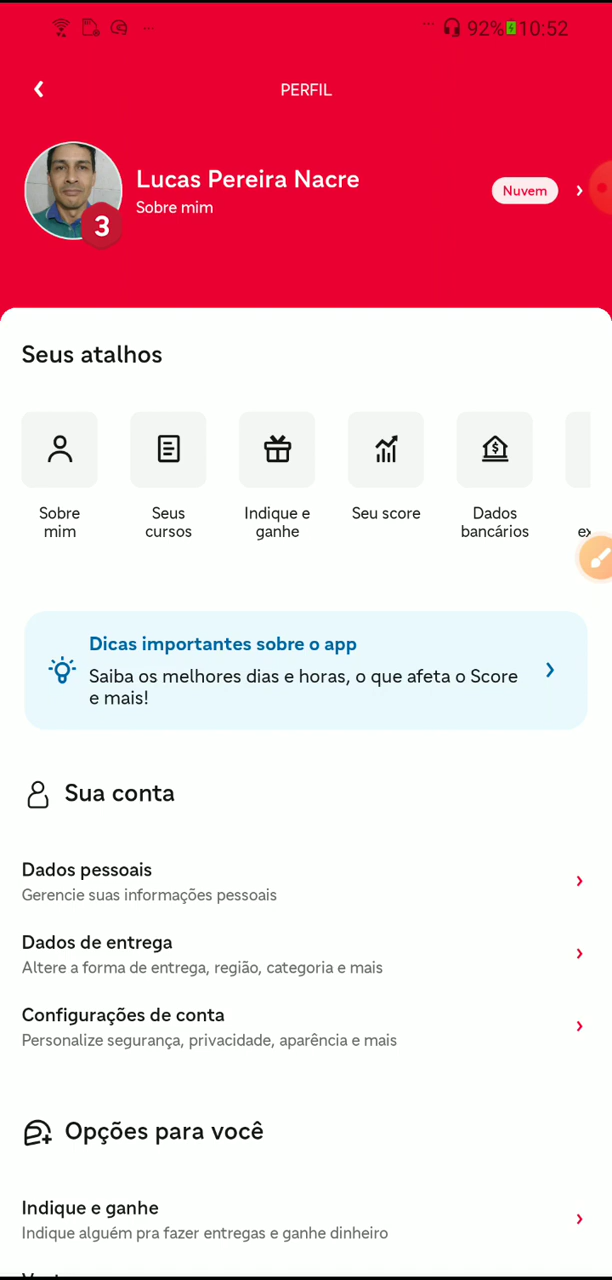 92% 10:52
PERFIL
Lucas Pereira Nacre
Sobre mim
Nuvem
3
Seus atalhos
Sobre
mim
Seus
cursos
Indique e
ganhe
Seu score
Dados
bancários
ex
Dicas importantes sobre o app
Saiba os melhores dias e horas, o que afeta o Score
e mais!
Sua conta
Dados pessoais
Gerencie suas informações pessoais
Dados de entrega
Altere a forma de entrega, região, categoria e mais
Configurações de conta
Personalize segurança, privacidade, aparência e mais
Opções para você
Indique e ganhe
Indique alguém pra fazer entregas e ganhe dinheiro